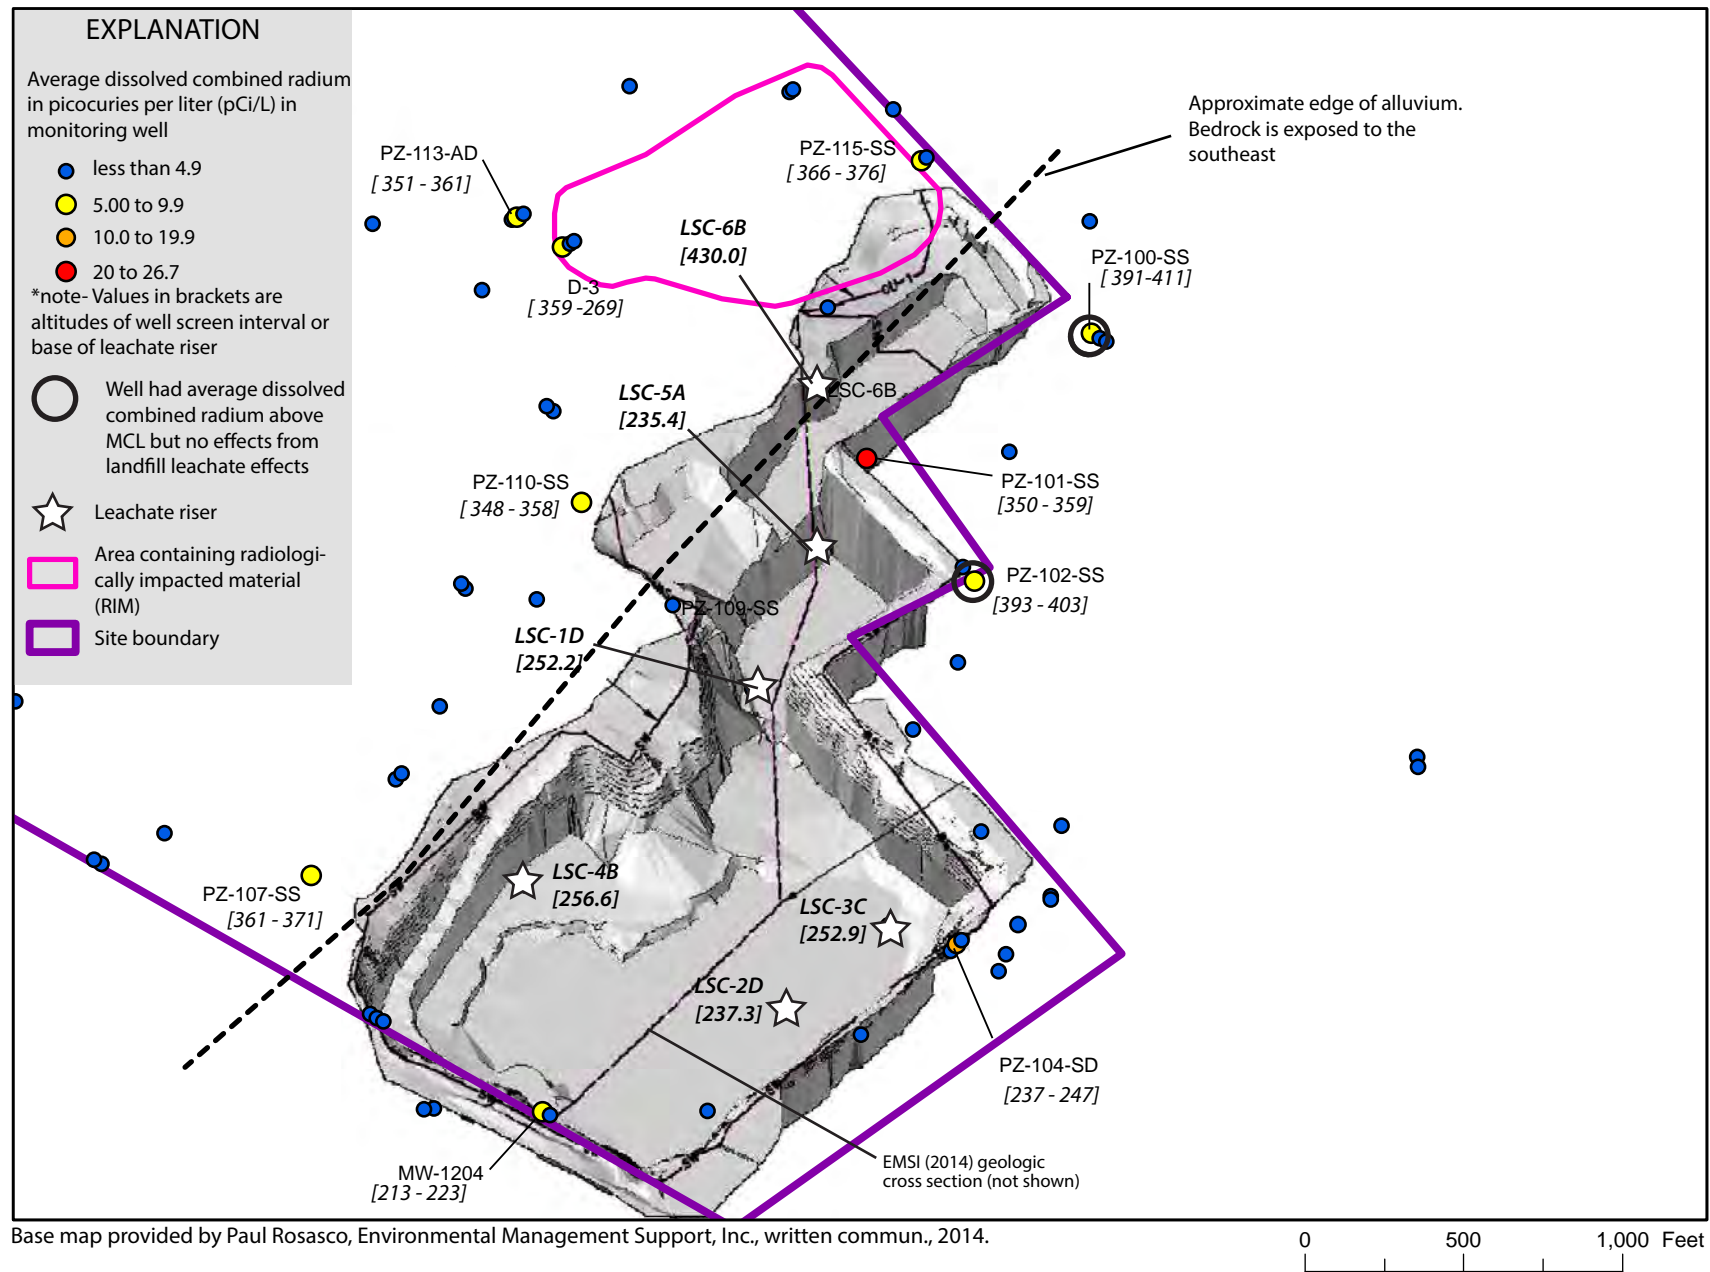 EXPLANATION
Average dissolved combined radium
in picocuries per liter (pCi/L) in
monitoring well
less than 4.9
5.00 to 9.9
10.0 to 19.9
20 to 26.7
*note- Values in brackets are
altitudes of well screen interval or
base of leachate riser
Well had average dissolved
combined radium above
MCL but no effects from
landfill leachate effects
Leachate riser
Area containing radiologi-
cally impacted material
(RIM)
Site boundary
Approximate edge of alluvium.
Bedrock is exposed to the
southeast
PZ-113-AD
[ 351 - 361]
PZ-115-SS
[ 366 - 376]
LSC-6B
[430.0]
D-3
[ 359 -269]
PZ-100-SS
[ 391-411]
LSC-5A
[235.4]
LSC-6B
PZ-110-SS
[ 348 - 358]
PZ-101-SS
[350 - 359]
PZ-102-SS
[393 - 403]
PZ-109-SS
LSC-1D
[252.2]
LSC-4B
[256.6]
PZ-107-SS
[361 - 371]
LSC-3C
[252.9]
LSC-2D
[237.3]
PZ-104-SD
[237 - 247]
MW-1204
[213 - 223]
EMSI (2014) geologic
cross section (not shown)
Base map provided by Paul Rosasco, Environmental Management Support, Inc., written commun., 2014.
0 500 1,000 Feet